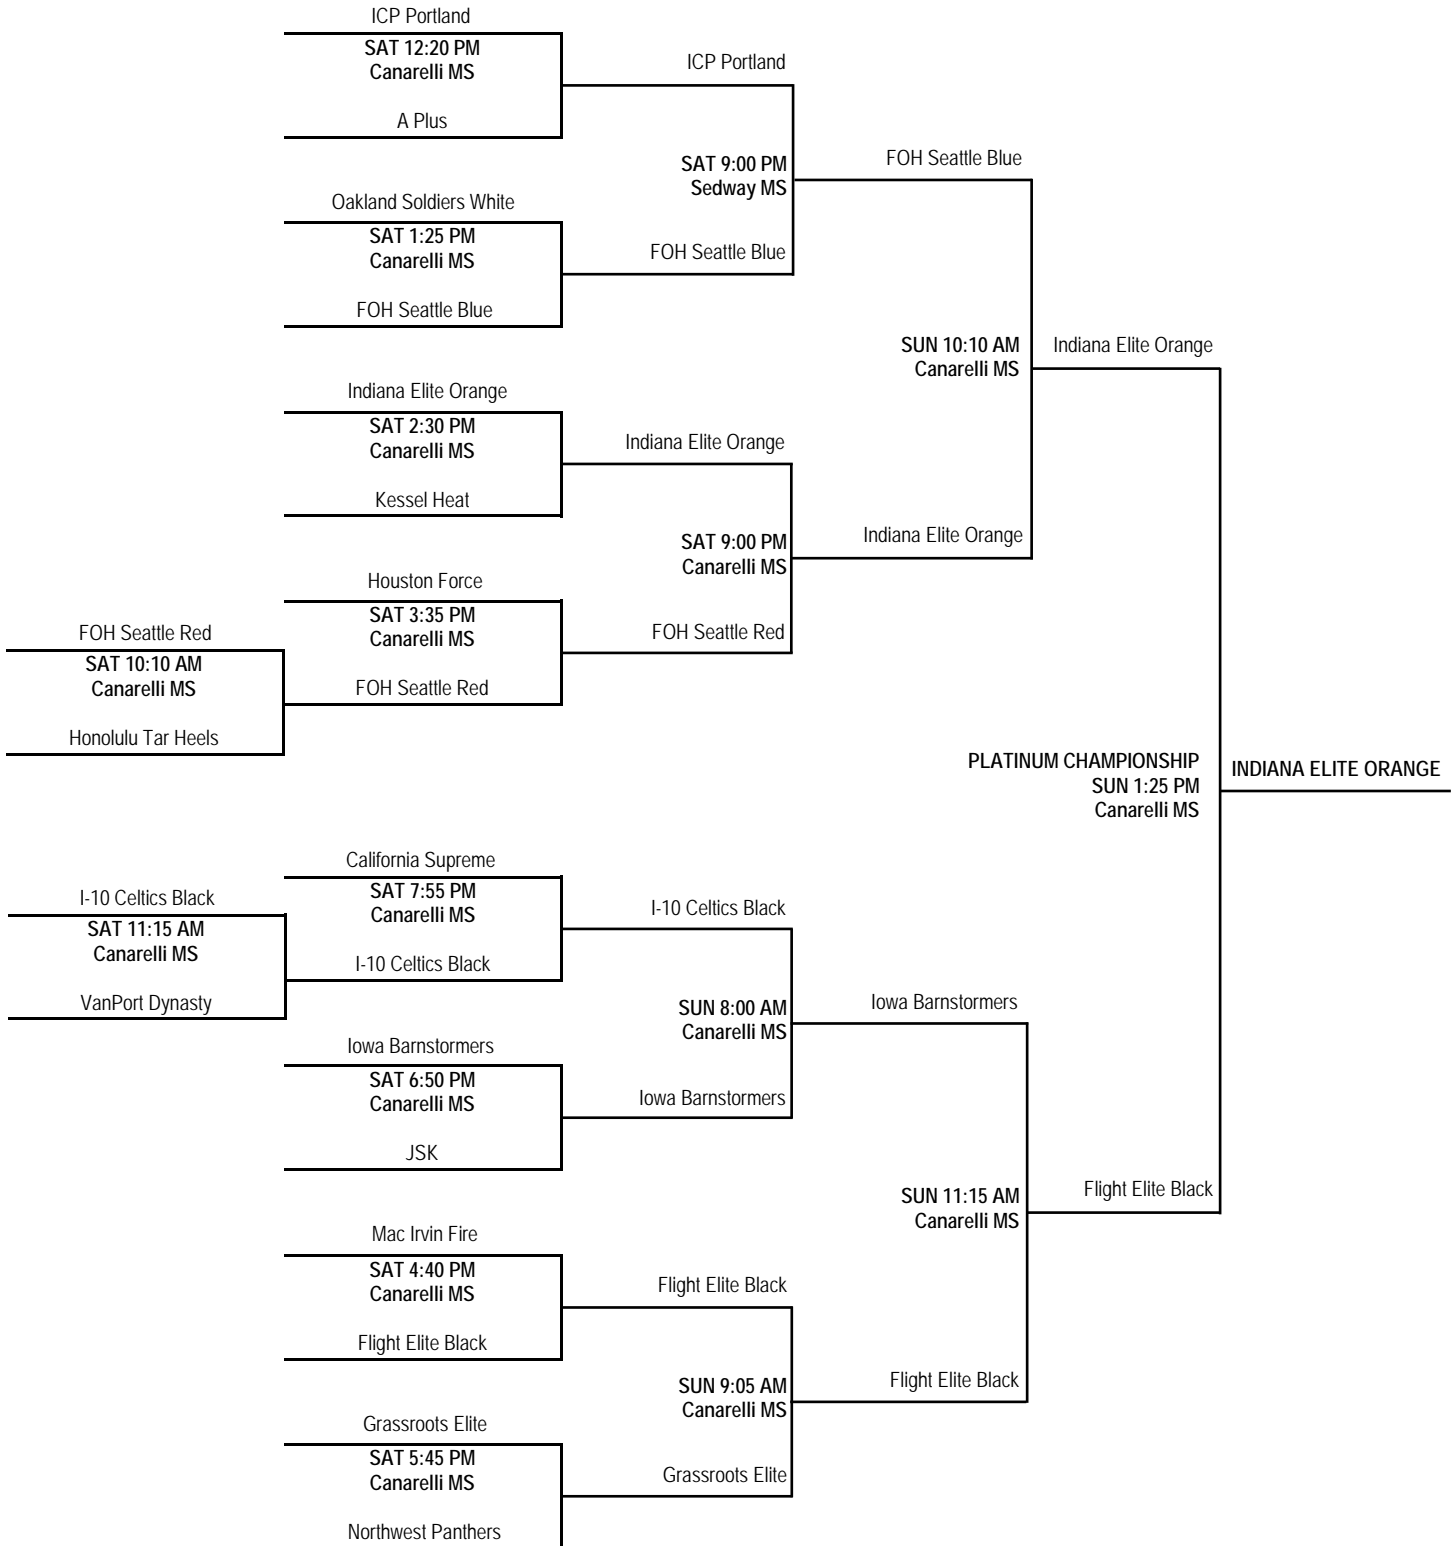 ICP Portland
SAT 12:20 PM
Canarelli MS
A Plus
ICP Portland
SAT 9:00 PM
Sedway MS
FOH Seattle Blue
Oakland Soldiers White
SAT 1:25 PM
Canarelli MS
FOH Seattle Blue
FOH Seattle Blue
SUN 10:10 AM
Canarelli MS
Indiana Elite Orange
Indiana Elite Orange
SAT 2:30 PM
Canarelli MS
Kessel Heat
Indiana Elite Orange
SAT 9:00 PM
Canarelli MS
Indiana Elite Orange
Houston Force
SAT 3:35 PM
Canarelli MS
FOH Seattle Red
FOH Seattle Red
SAT 10:10 AM
Canarelli MS
Honolulu Tar Heels
FOH Seattle Red
PLATINUM CHAMPIONSHIP
SUN 1:25 PM
Canarelli MS
INDIANA ELITE ORANGE
California Supreme
SAT 7:55 PM
Canarelli MS
I-10 Celtics Black
I-10 Celtics Black
SAT 11:15 AM
Canarelli MS
VanPort Dynasty
I-10 Celtics Black
SUN 8:00 AM
Canarelli MS
Iowa Barnstormers
Iowa Barnstormers
SAT 6:50 PM
Canarelli MS
JSK
Iowa Barnstormers
SUN 11:15 AM
Canarelli MS
Flight Elite Black
Mac Irvin Fire
SAT 4:40 PM
Canarelli MS
Flight Elite Black
Flight Elite Black
SUN 9:05 AM
Canarelli MS
Flight Elite Black
Grassroots Elite
SAT 5:45 PM
Canarelli MS
Northwest Panthers
Grassroots Elite